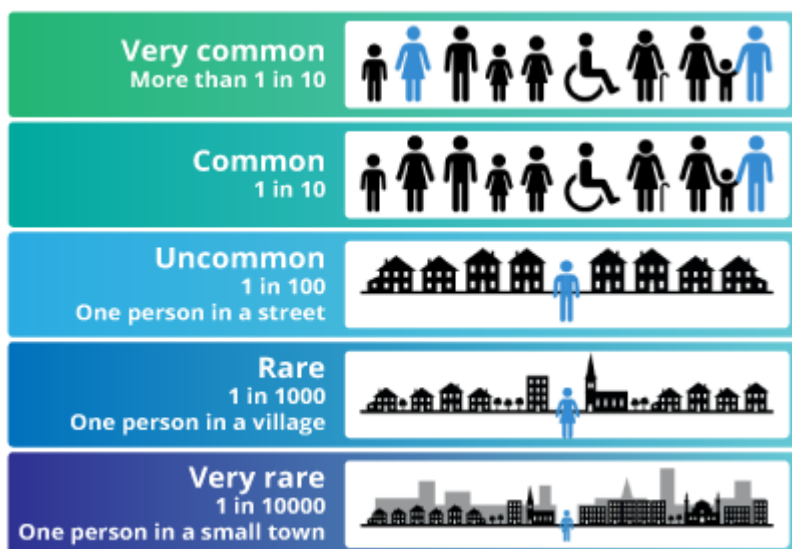 Very common
More than 1 in 10
Common
1 in 10
Uncommon
1 in 100
One person in a street
Rare
1 in 1000
One person in a village
Very rare
1 in 10000
One person in a small town